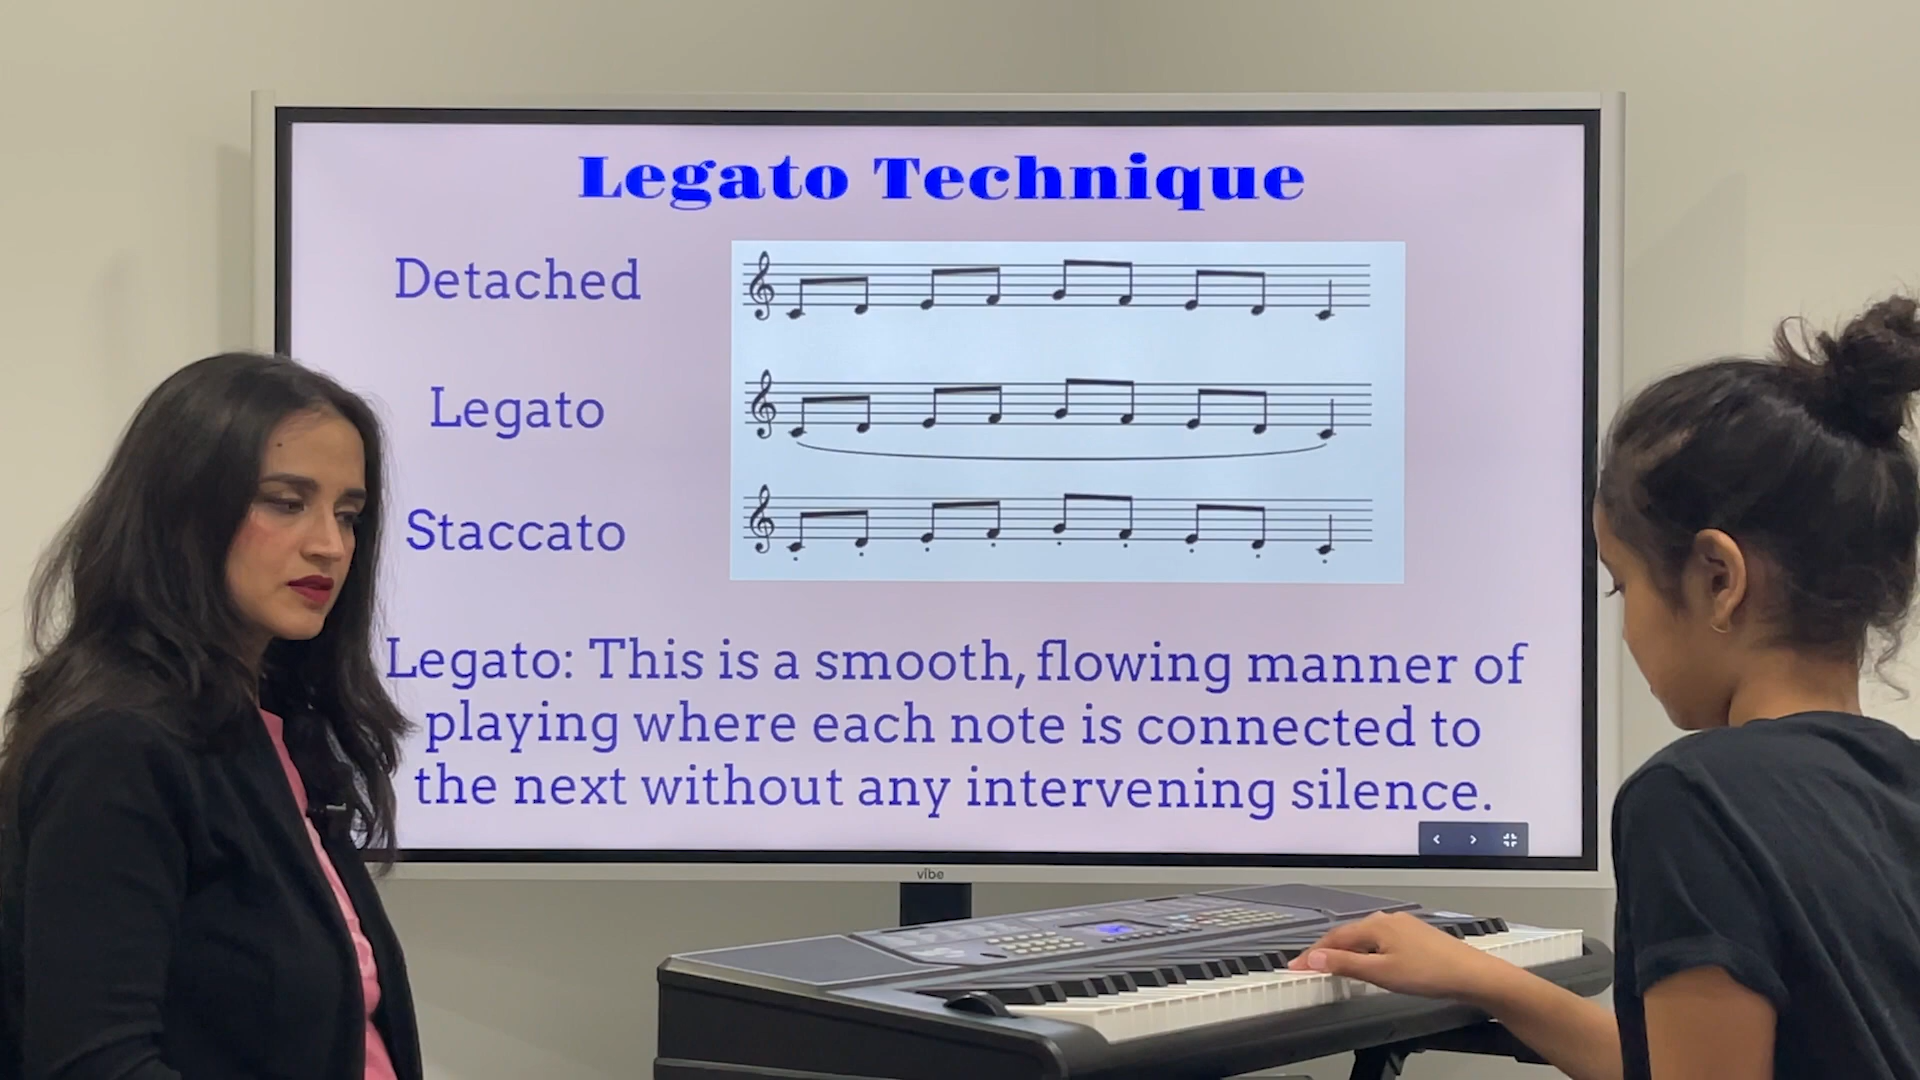 Legato Technique
Detached
Legato
Staccato
Legato: This is a smooth, flowing manner of
playing where each note is connected to
the next without any intervening silence.
vibe